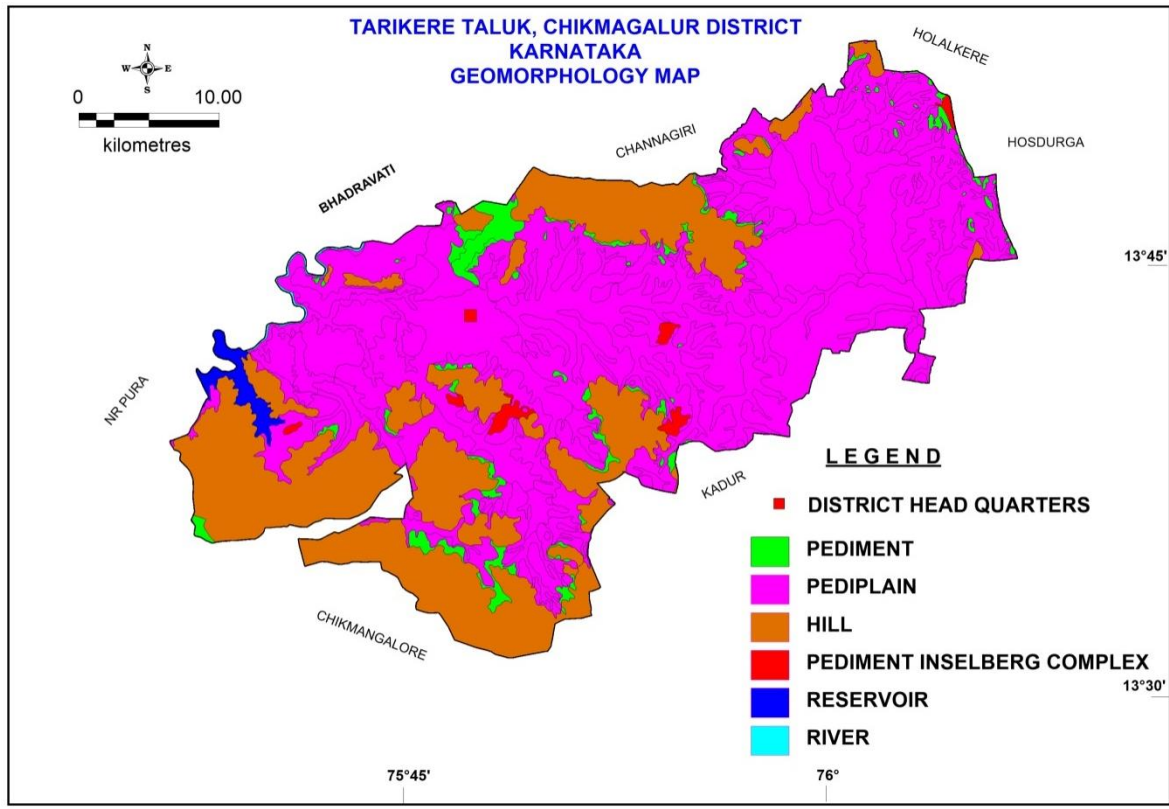 TARIKERE TALUK, CHIKMAGALUR DISTRICT
KARNATAKA
GEOMORPHOLOGY MAP
N
W E
S
0 10.00
kilometres
HOLALKERE
CHANNAGIRI
HOSDURGA
BHADRAVATI
13°45'
NR PURA
KADUR
CHIKMANGALORE
LEGEND
DISTRICT HEAD QUARTERS
PEDIMENT
PEDIPLAIN
HILL
PEDIMENT INSELBERG COMPLEX
RESERVOIR
RIVER
13°30'
75°45'
76°